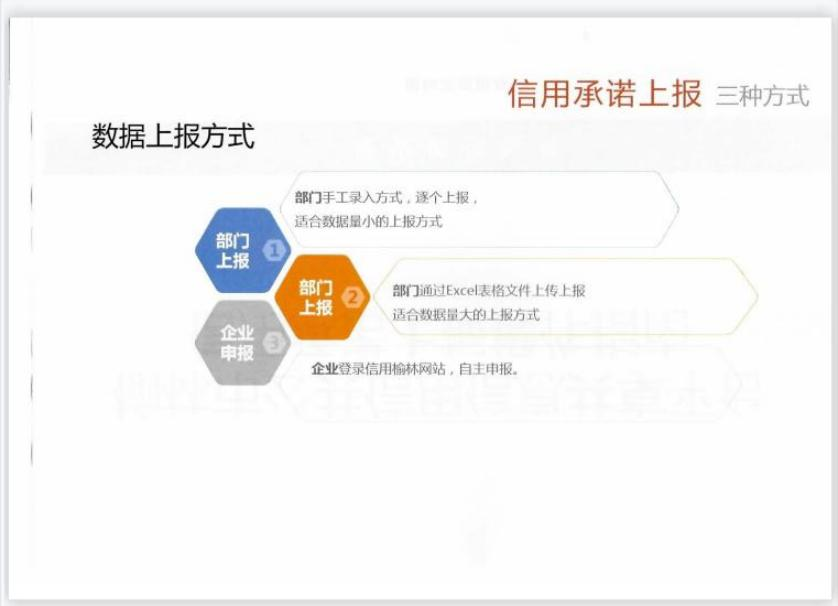 信用承诺上报 三种方式
数据上报方式
部门手工录入方式，逐个上报，
适合数据量小的上报方式
部门
上报
1
部门
上报
2
部门通过Excel表格文件上传上报
适合数据量大的上报方式
企业
申报
3
企业登录信用榆林网站，自主申报。